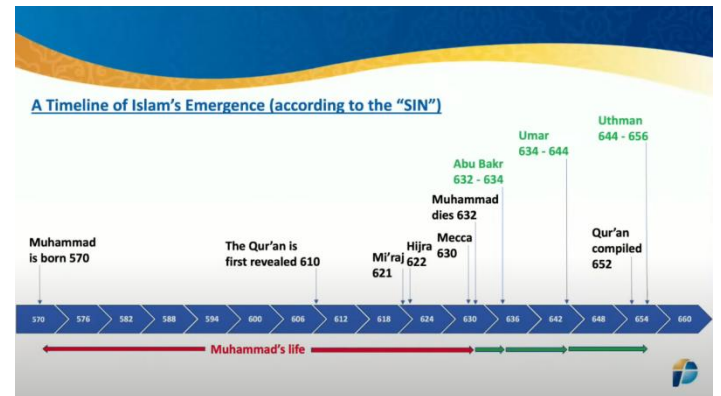 A Timeline of Islam's Emergence (according to the "SIN")
Uthman
644 - 656
Umar
634 - 644
Abu Bakr
632 - 634
Muhammad
dies 632
Muhammad
is born 570
The Qur'an is
first revealed 610
Mi'raj
621
Hijra
622
Mecca
630
Qur'an
compiled
652
570 576 582 588 594 600 606 612 618 624 630 636 642 648 654 660
Muhammad's life